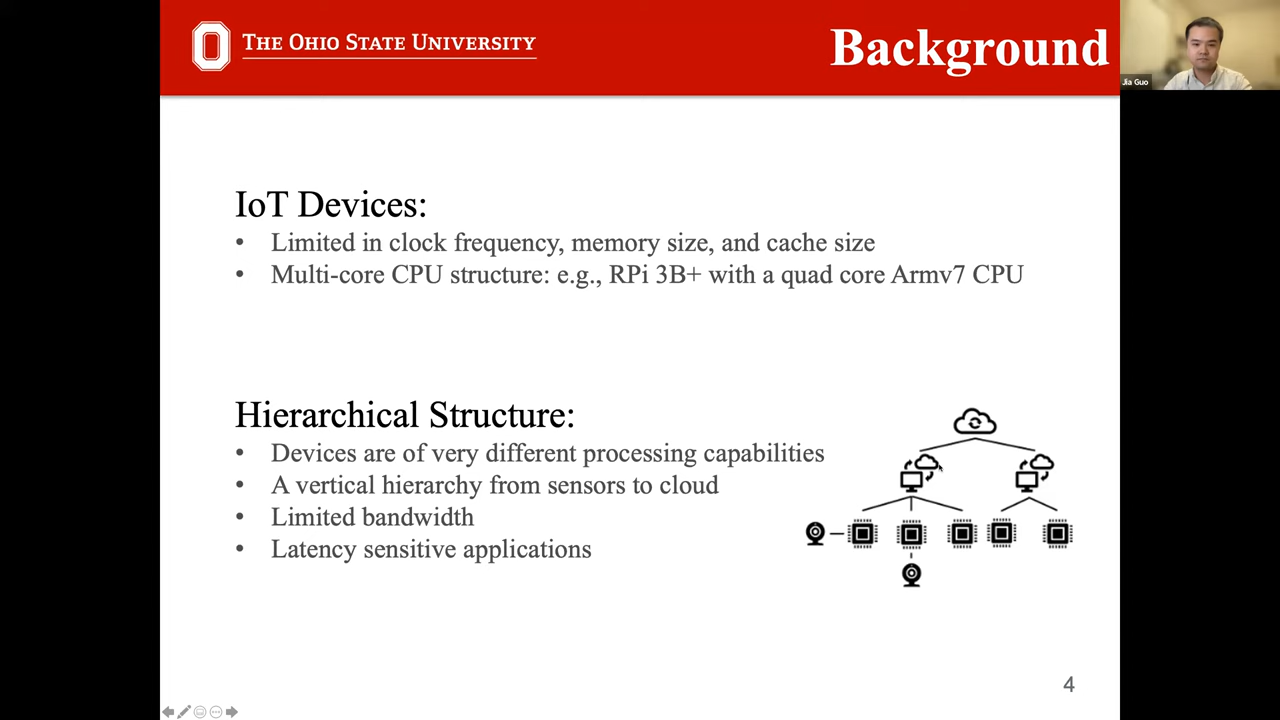 THE OHIO STATE UNIVERSITY
Background
Jia Guo
IoT Devices:
• Limited in clock frequency, memory size, and cache size
• Multi-core CPU structure: e.g., RPi 3B+ with a quad core Armv7 CPU
Hierarchical Structure:
• Devices are of very different processing capabilities
• A vertical hierarchy from sensors to cloud
• Limited bandwidth
• Latency sensitive applications
4